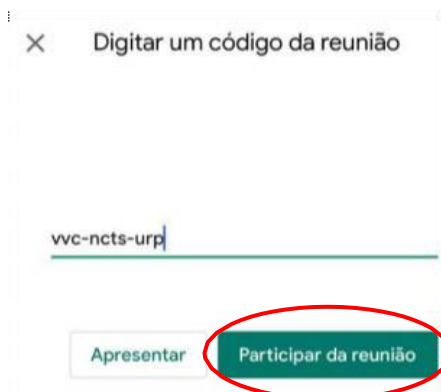 Digitar um código da reunião
vvc-ncts-urp
Apresentar
Participar da reunião